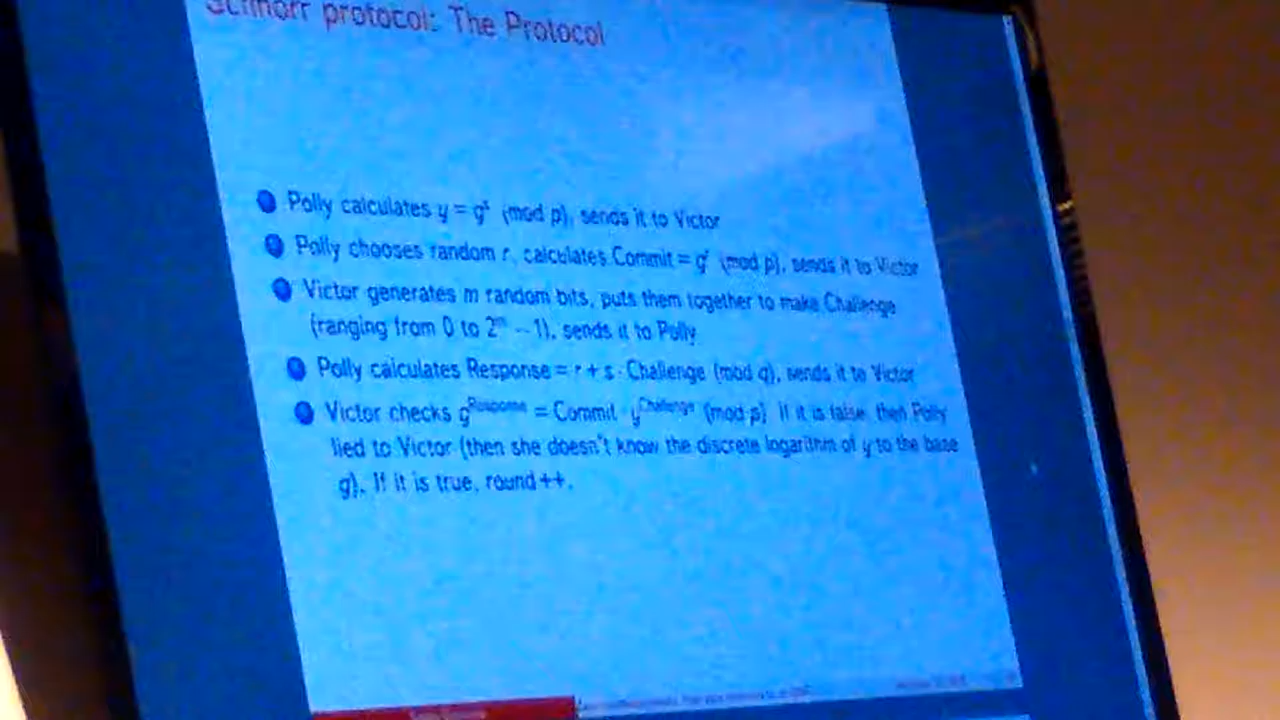 Schnorr protocol: The Protocol
Polly calculates y = gˢ (mod p), sends it to Victor
Polly chooses random r, calculates Commit = gʳ (mod p), sends it to Victor
Victor generates m random bits, puts them together to make Challenge
(ranging from 0 to 2ᵐ − 1), sends it to Polly
Polly calculates Response = r + s · Challenge (mod q), sends it to Victor
Victor checks g^Response = Commit · y^Challenge (mod p). If it is false, then Polly
lied to Victor (then she doesn't know the discrete logarithm of y to the base
g). If it is true, round++.